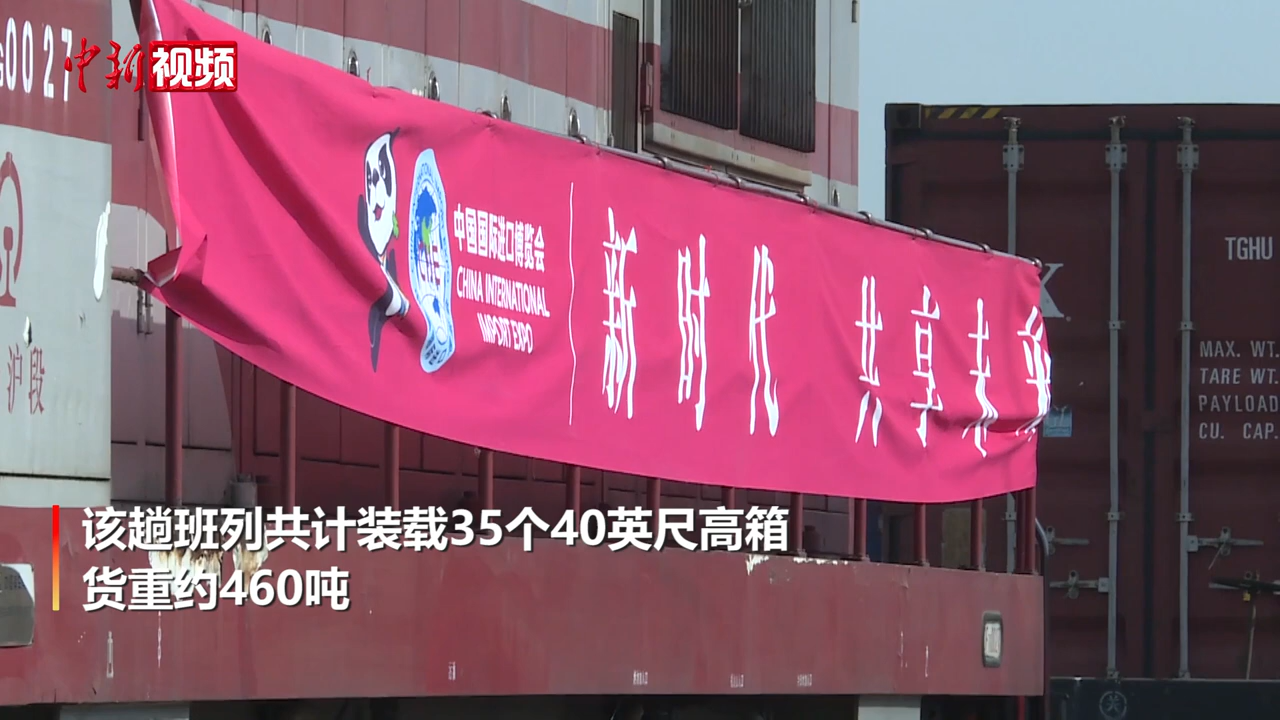 0027
中新视频
中国国际进口博览会
CHINA INTERNATIONAL
IMPORT EXPO
新时代 共享未来
沪段
TGHU
MAX. WT.
TARE WT.
PAYLOAD
CU. CAP.
该趟班列共计装载35个40英尺高箱
货重约460吨